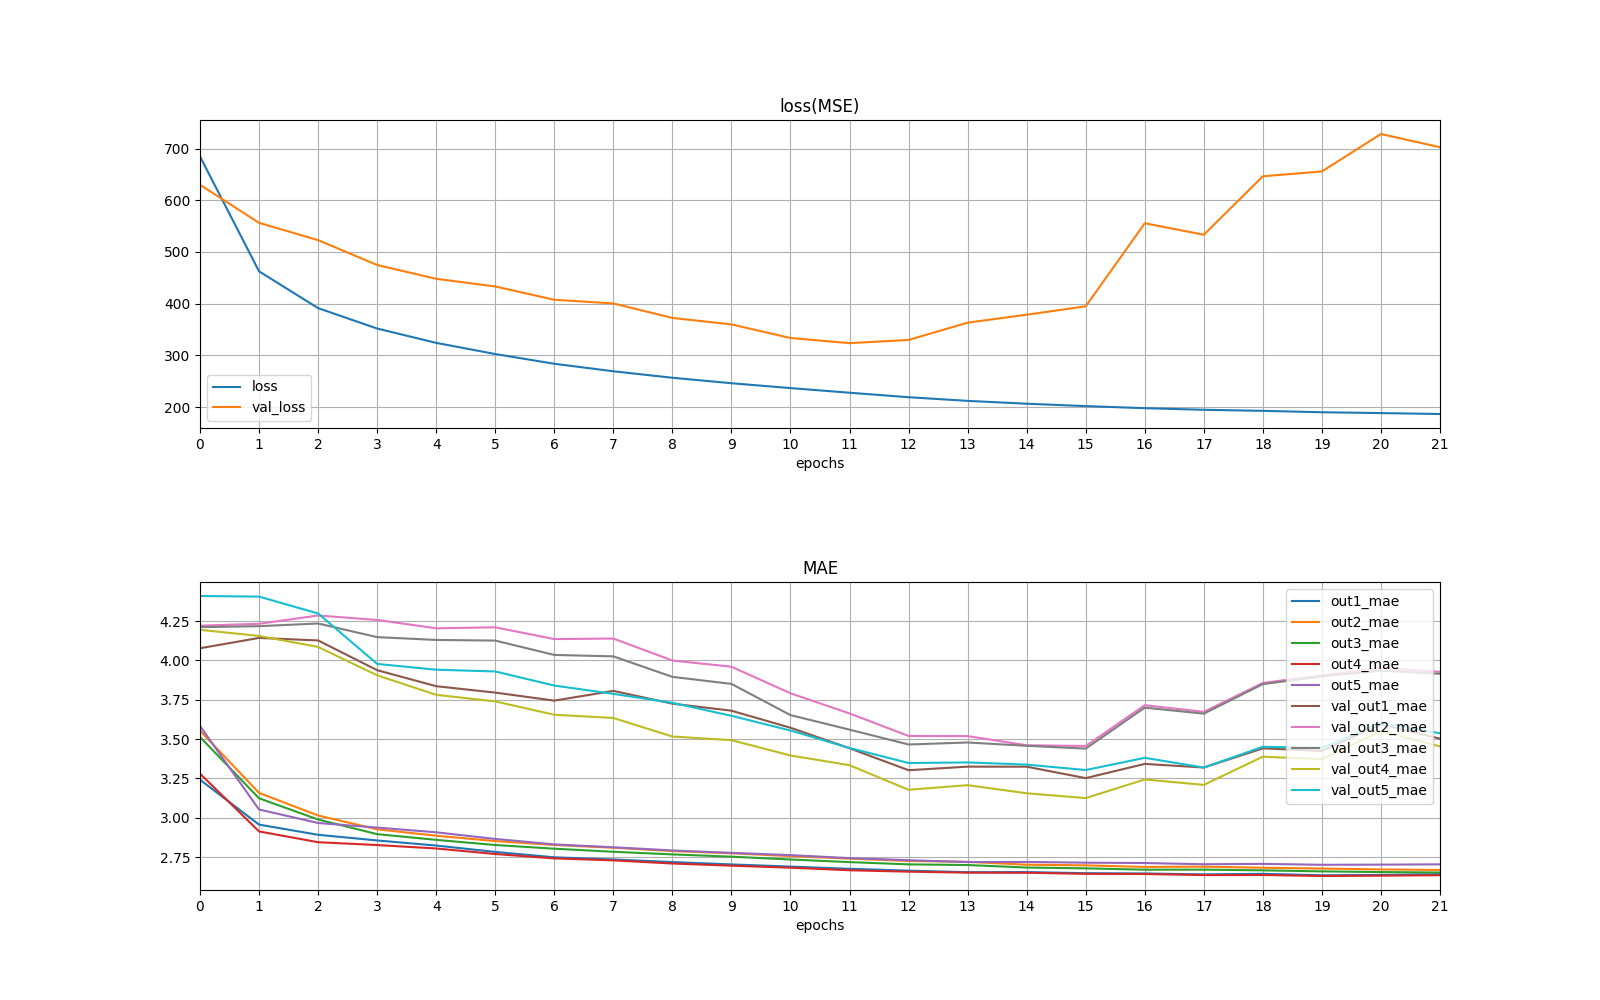 loss(MSE)
700
600
500
400
300
200
loss
val_loss
0 1 2 3 4 5 6 7 8 9 10 11 12 13 14 15 16 17 18 19 20 21
epochs
MAE
4.25
4.00
3.75
3.50
3.25
3.00
2.75
out1_mae
out2_mae
out3_mae
out4_mae
out5_mae
val_out1_mae
val_out2_mae
val_out3_mae
val_out4_mae
val_out5_mae
0 1 2 3 4 5 6 7 8 9 10 11 12 13 14 15 16 17 18 19 20 21
epochs